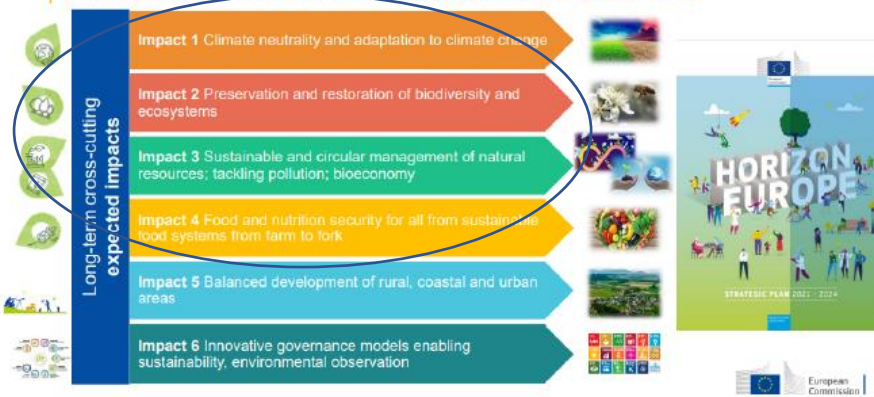 Long-term cross-cutting
expected impacts
Impact 1 Climate neutrality and adaptation to climate change
Impact 2 Preservation and restoration of biodiversity and
ecosystems
Impact 3 Sustainable and circular management of natural
resources; tackling pollution; bioeconomy
Impact 4 Food and nutrition security for all from sustainable
food systems from farm to fork
Impact 5 Balanced development of rural, coastal and urban
areas
Impact 6 Innovative governance models enabling
sustainability, environmental observation
HORIZON
EUROPE
STRATEGIC PLAN 2021 - 2024
European
Commission